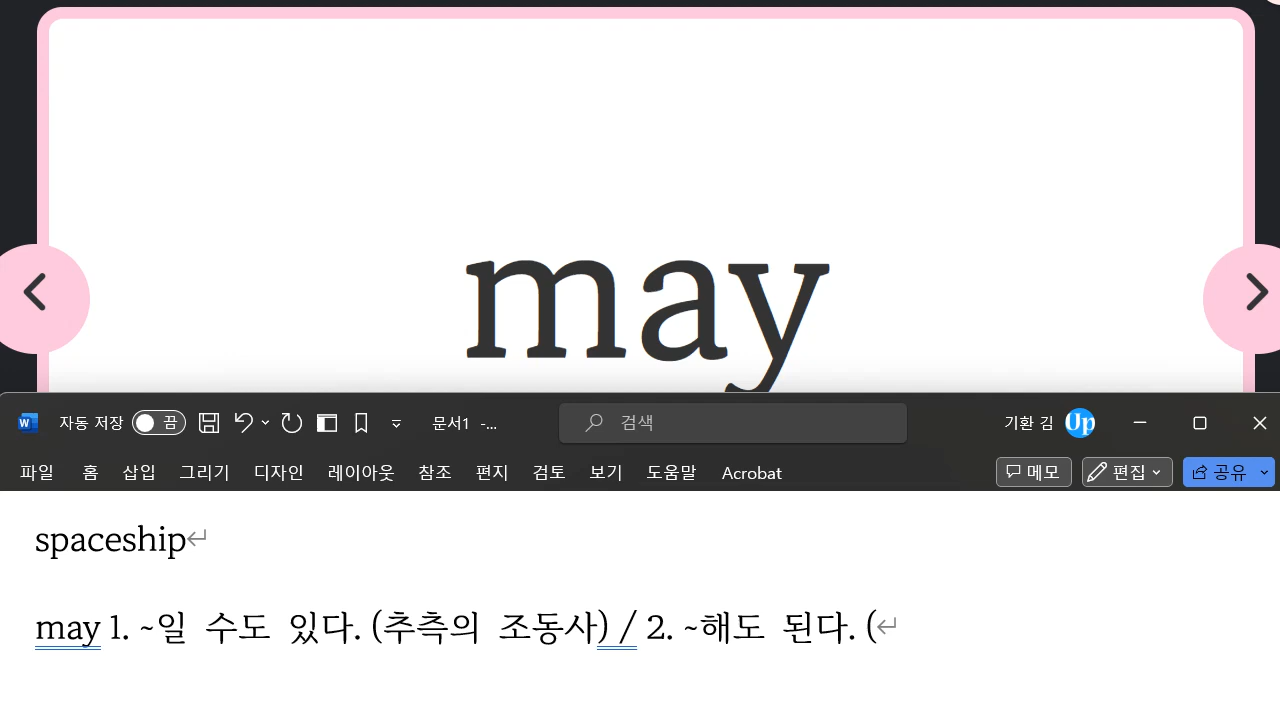 may
자동 저장 끔 문서1 -... 검색 기환 김 Up
파일 홈 삽입 그리기 디자인 레이아웃 참조 편지 검토 보기 도움말 Acrobat 메모 편집 공유
spaceship
may 1. ~일 수도 있다. (추측의 조동사) / 2. ~해도 된다. (